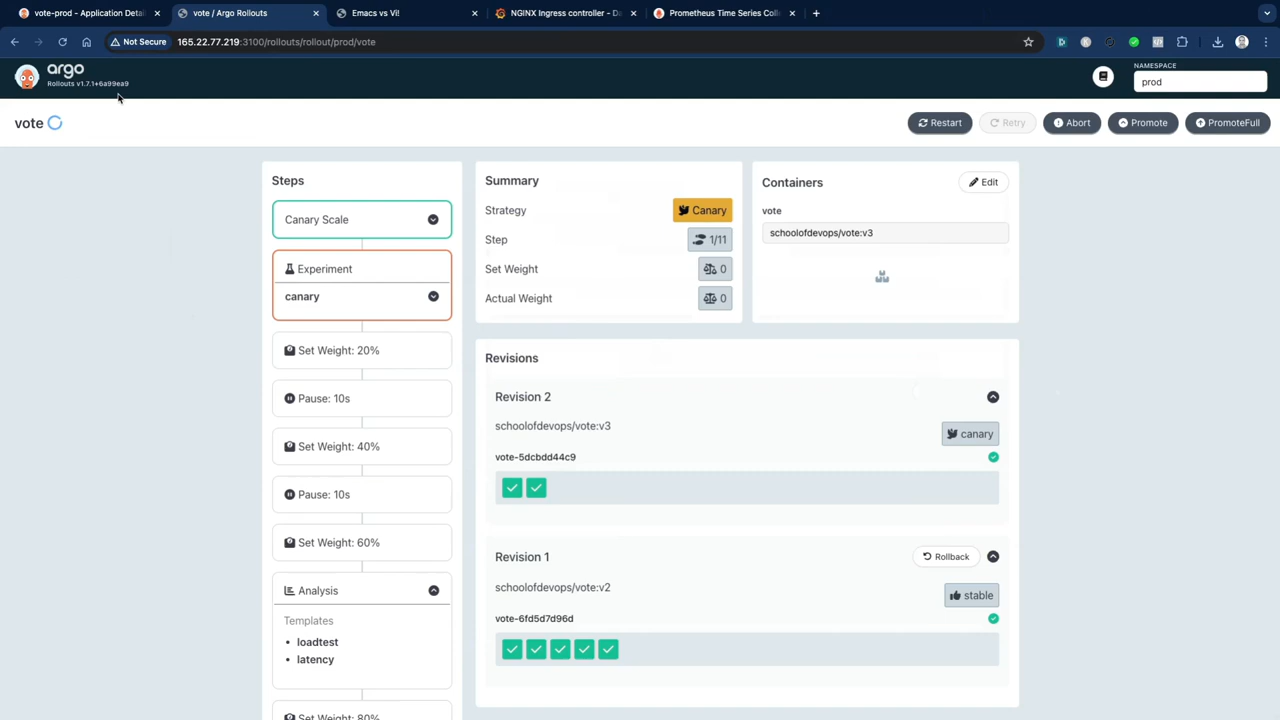 vote-prod - Application Detai
vote / Argo Rollouts
Emacs vs Vi!
NGINX Ingress controller - Da
Prometheus Time Series Colle
Not Secure
165.22.77.219:3100/rollouts/rollout/prod/vote
argo
Rollouts v1.7.1+6a99ea9
NAMESPACE
prod
vote
Restart
Retry
Abort
Promote
PromoteFull
Steps
Canary Scale
Experiment
canary
Set Weight: 20%
Pause: 10s
Set Weight: 40%
Pause: 10s
Set Weight: 60%
Analysis
Templates
loadtest
latency
Set Weight: 80%
Summary
Strategy
Canary
Step
1/11
Set Weight
0
Actual Weight
0
Containers
Edit
vote
schoolofdevops/vote:v3
Revisions
Revision 2
schoolofdevops/vote:v3
canary
vote-5dcbdd44c9
Revision 1
Rollback
schoolofdevops/vote:v2
stable
vote-6fd5d7d96d